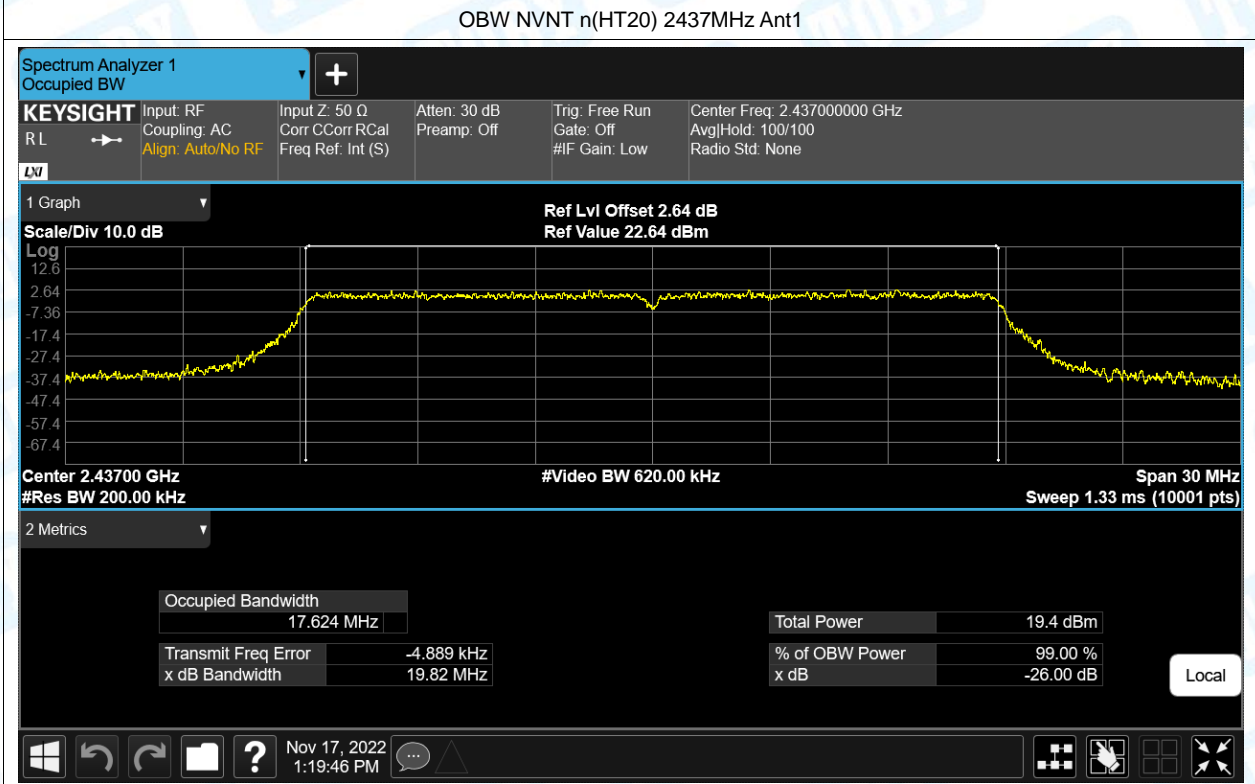 OBW NVNT n(HT20) 2437MHz Ant1
Spectrum Analyzer 1
Occupied BW
+
KEYSIGHT
R L
LXI
Input: RF
Coupling: AC
Align: Auto/No RF
Input Z: 50 Ω
Corr CCorr RCal
Freq Ref: Int (S)
Atten: 30 dB
Preamp: Off
Trig: Free Run
Gate: Off
#IF Gain: Low
Center Freq: 2.437000000 GHz
Avg|Hold: 100/100
Radio Std: None
1 Graph
Scale/Div 10.0 dB
Ref Lvl Offset 2.64 dB
Ref Value 22.64 dBm
Log
12.6
2.64
-7.36
-17.4
-27.4
-37.4
-47.4
-57.4
-67.4
Center 2.43700 GHz
#Video BW 620.00 kHz
Span 30 MHz
#Res BW 200.00 kHz
Sweep 1.33 ms (10001 pts)
2 Metrics
Occupied Bandwidth
17.624 MHz
Total Power 19.4 dBm
Transmit Freq Error -4.889 kHz
% of OBW Power 99.00 %
x dB Bandwidth 19.82 MHz
x dB -26.00 dB
Local
?
Nov 17, 2022
1:19:46 PM